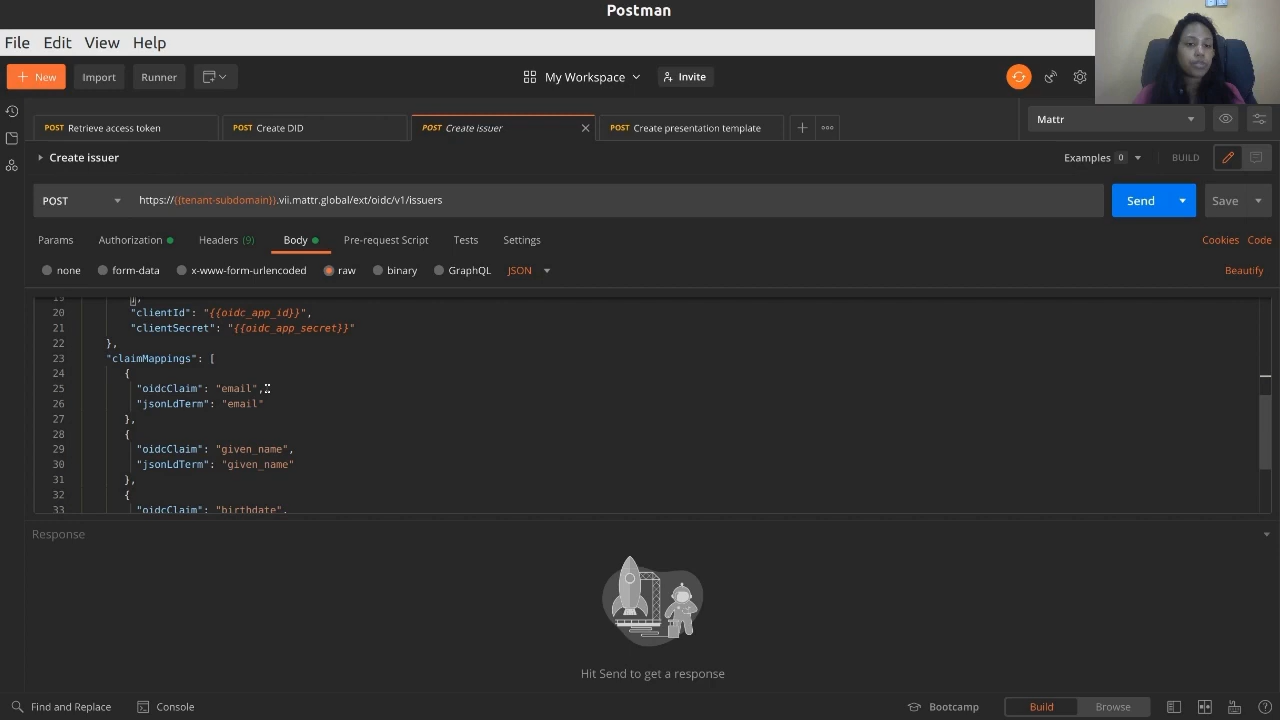 Postman
File Edit View Help
+ New Import Runner My Workspace Invite
POST Retrieve access token POST Create DID POST Create issuer POST Create presentation template Mattr
Create issuer Examples 0 BUILD
POST https://{{tenant-subdomain}}.vii.mattr.global/ext/oidc/v1/issuers Send Save
Params Authorization Headers (9) Body Pre-request Script Tests Settings Cookies Code
none form-data x-www-form-urlencoded raw binary GraphQL JSON Beautify
19 ],
20 "clientId": "{{oidc_app_id}}",
21 "clientSecret": "{{oidc_app_secret}}"
22 },
23 "claimMappings": [
24 {
25 "oidcClaim": "email",
26 "jsonLdTerm": "email"
27 },
28 {
29 "oidcClaim": "given_name",
30 "jsonLdTerm": "given_name"
31 },
32 {
33 "oidcClaim": "birthdate",
Response
Hit Send to get a response
Find and Replace Console Bootcamp Build Browse